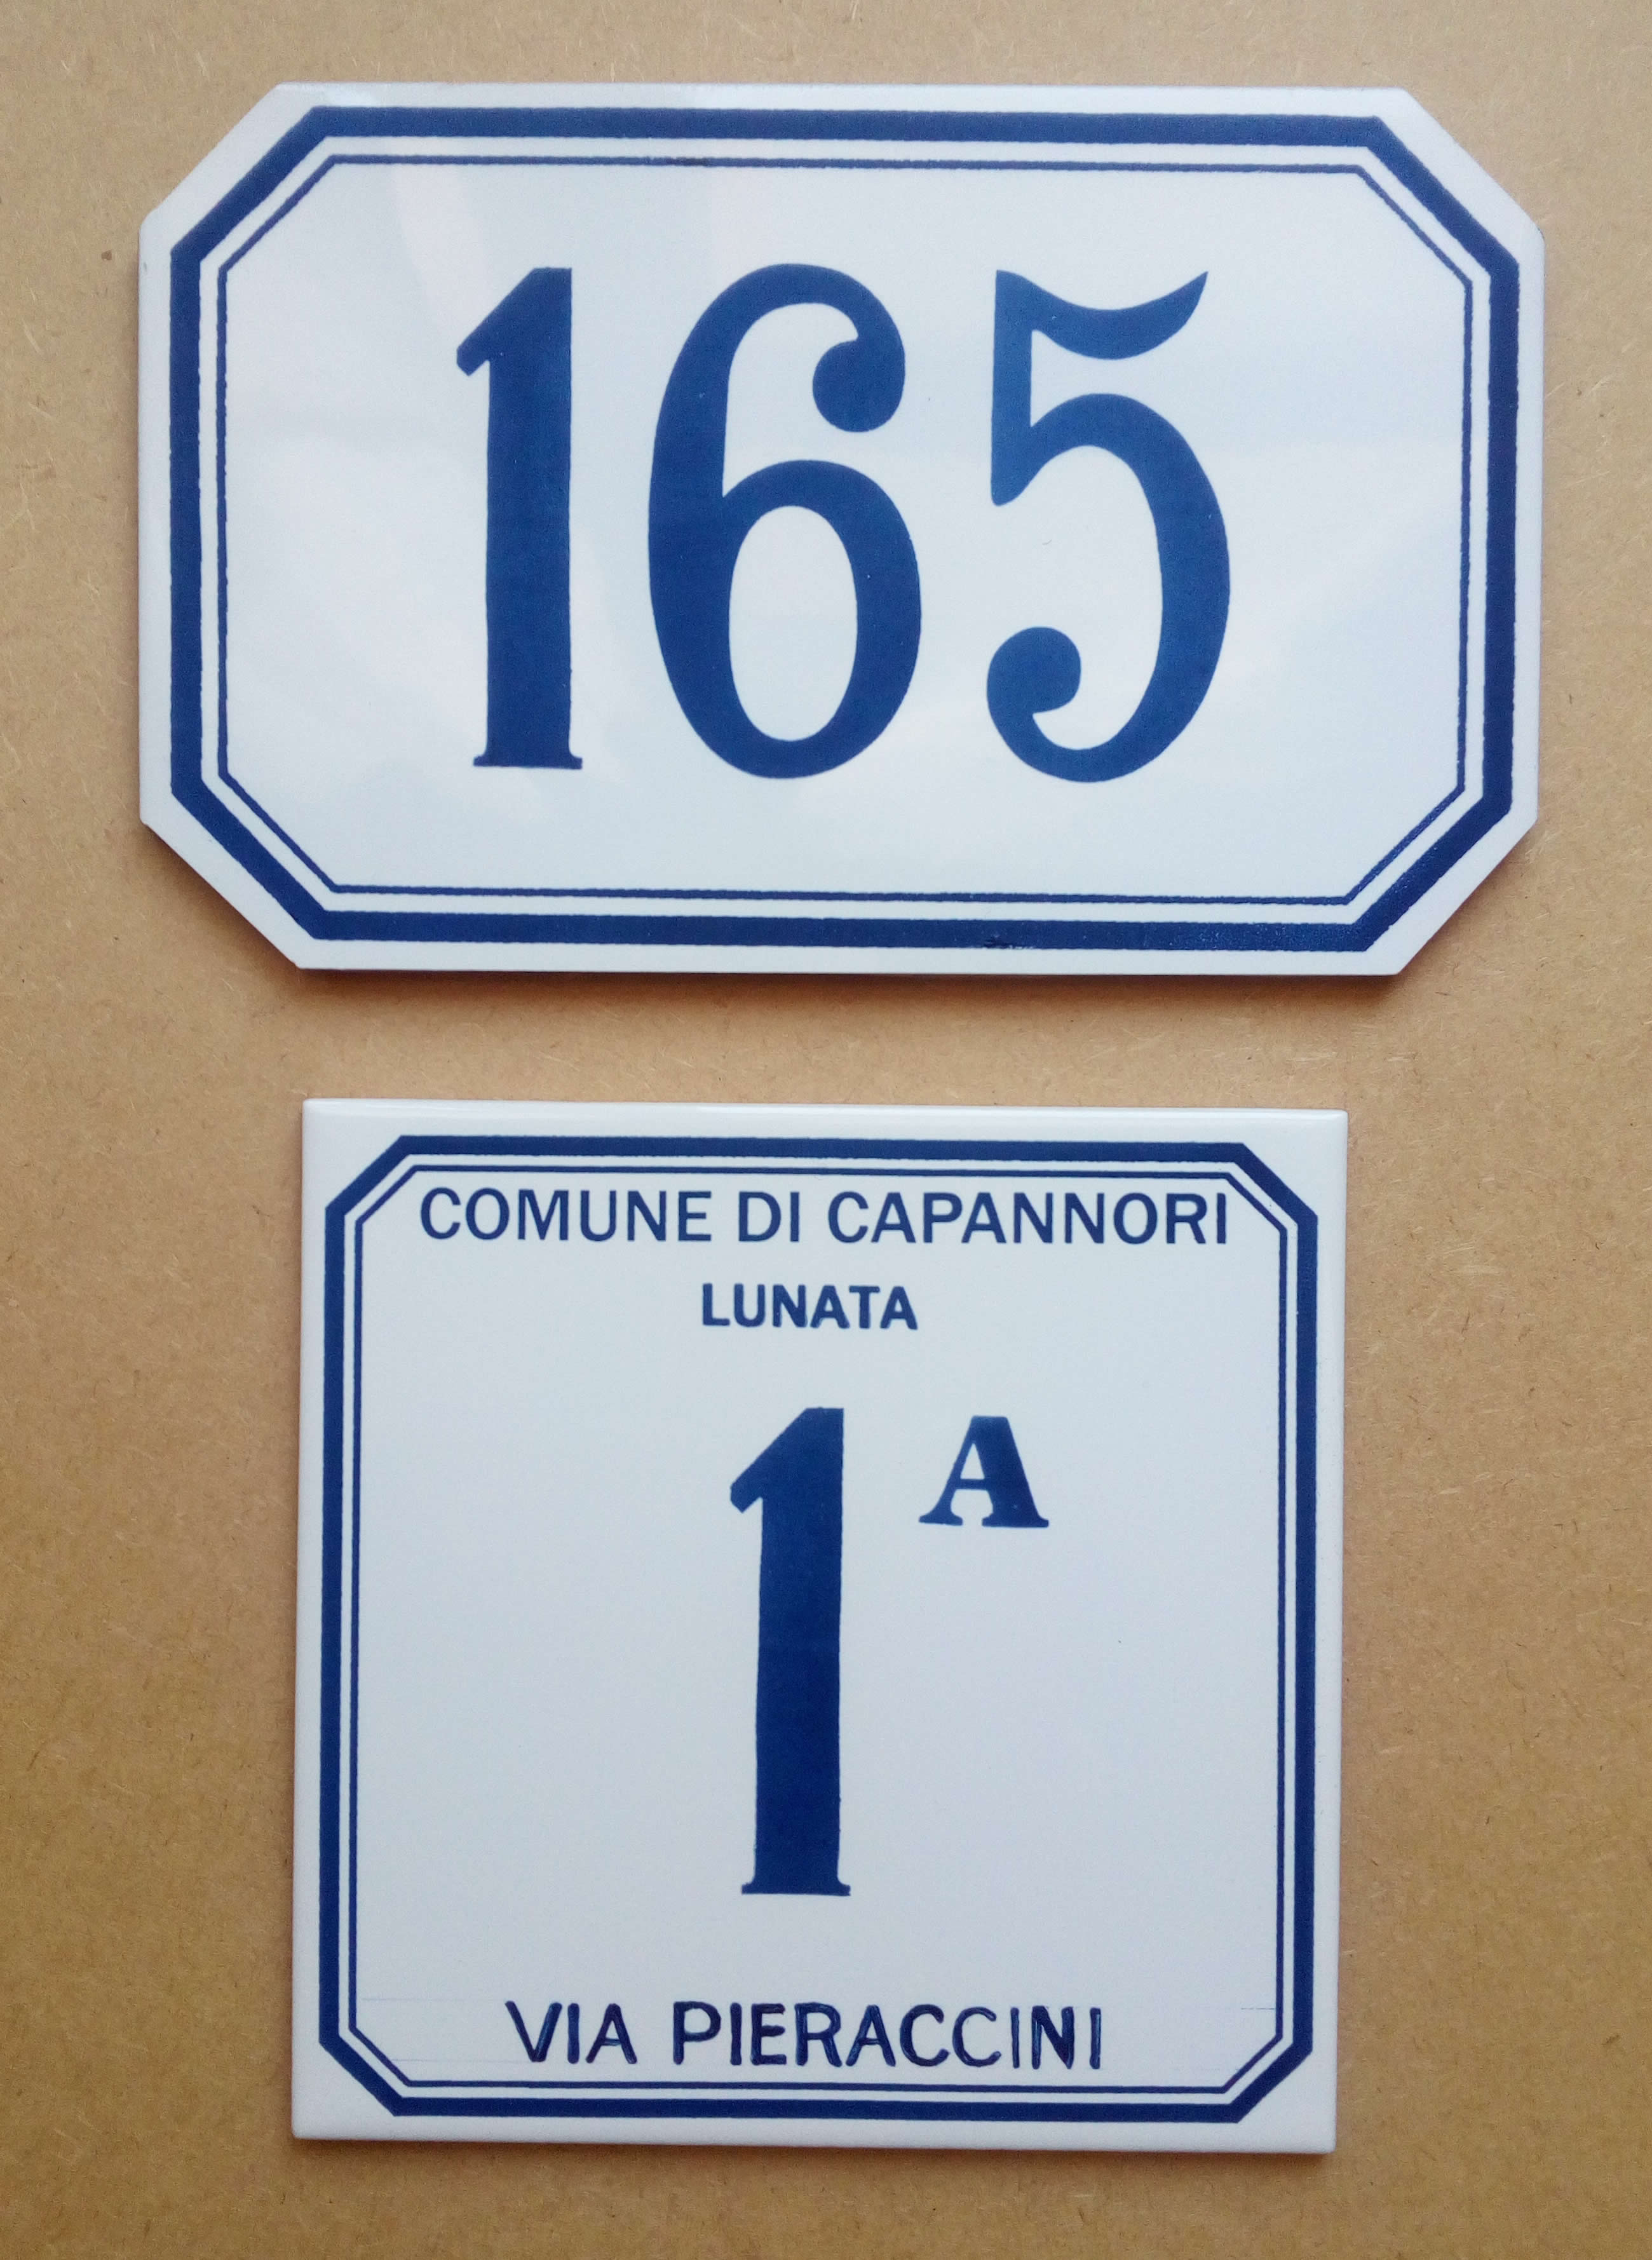 165
COMUNE DI CAPANNORI
LUNATA
1A
VIA PIERACCINI